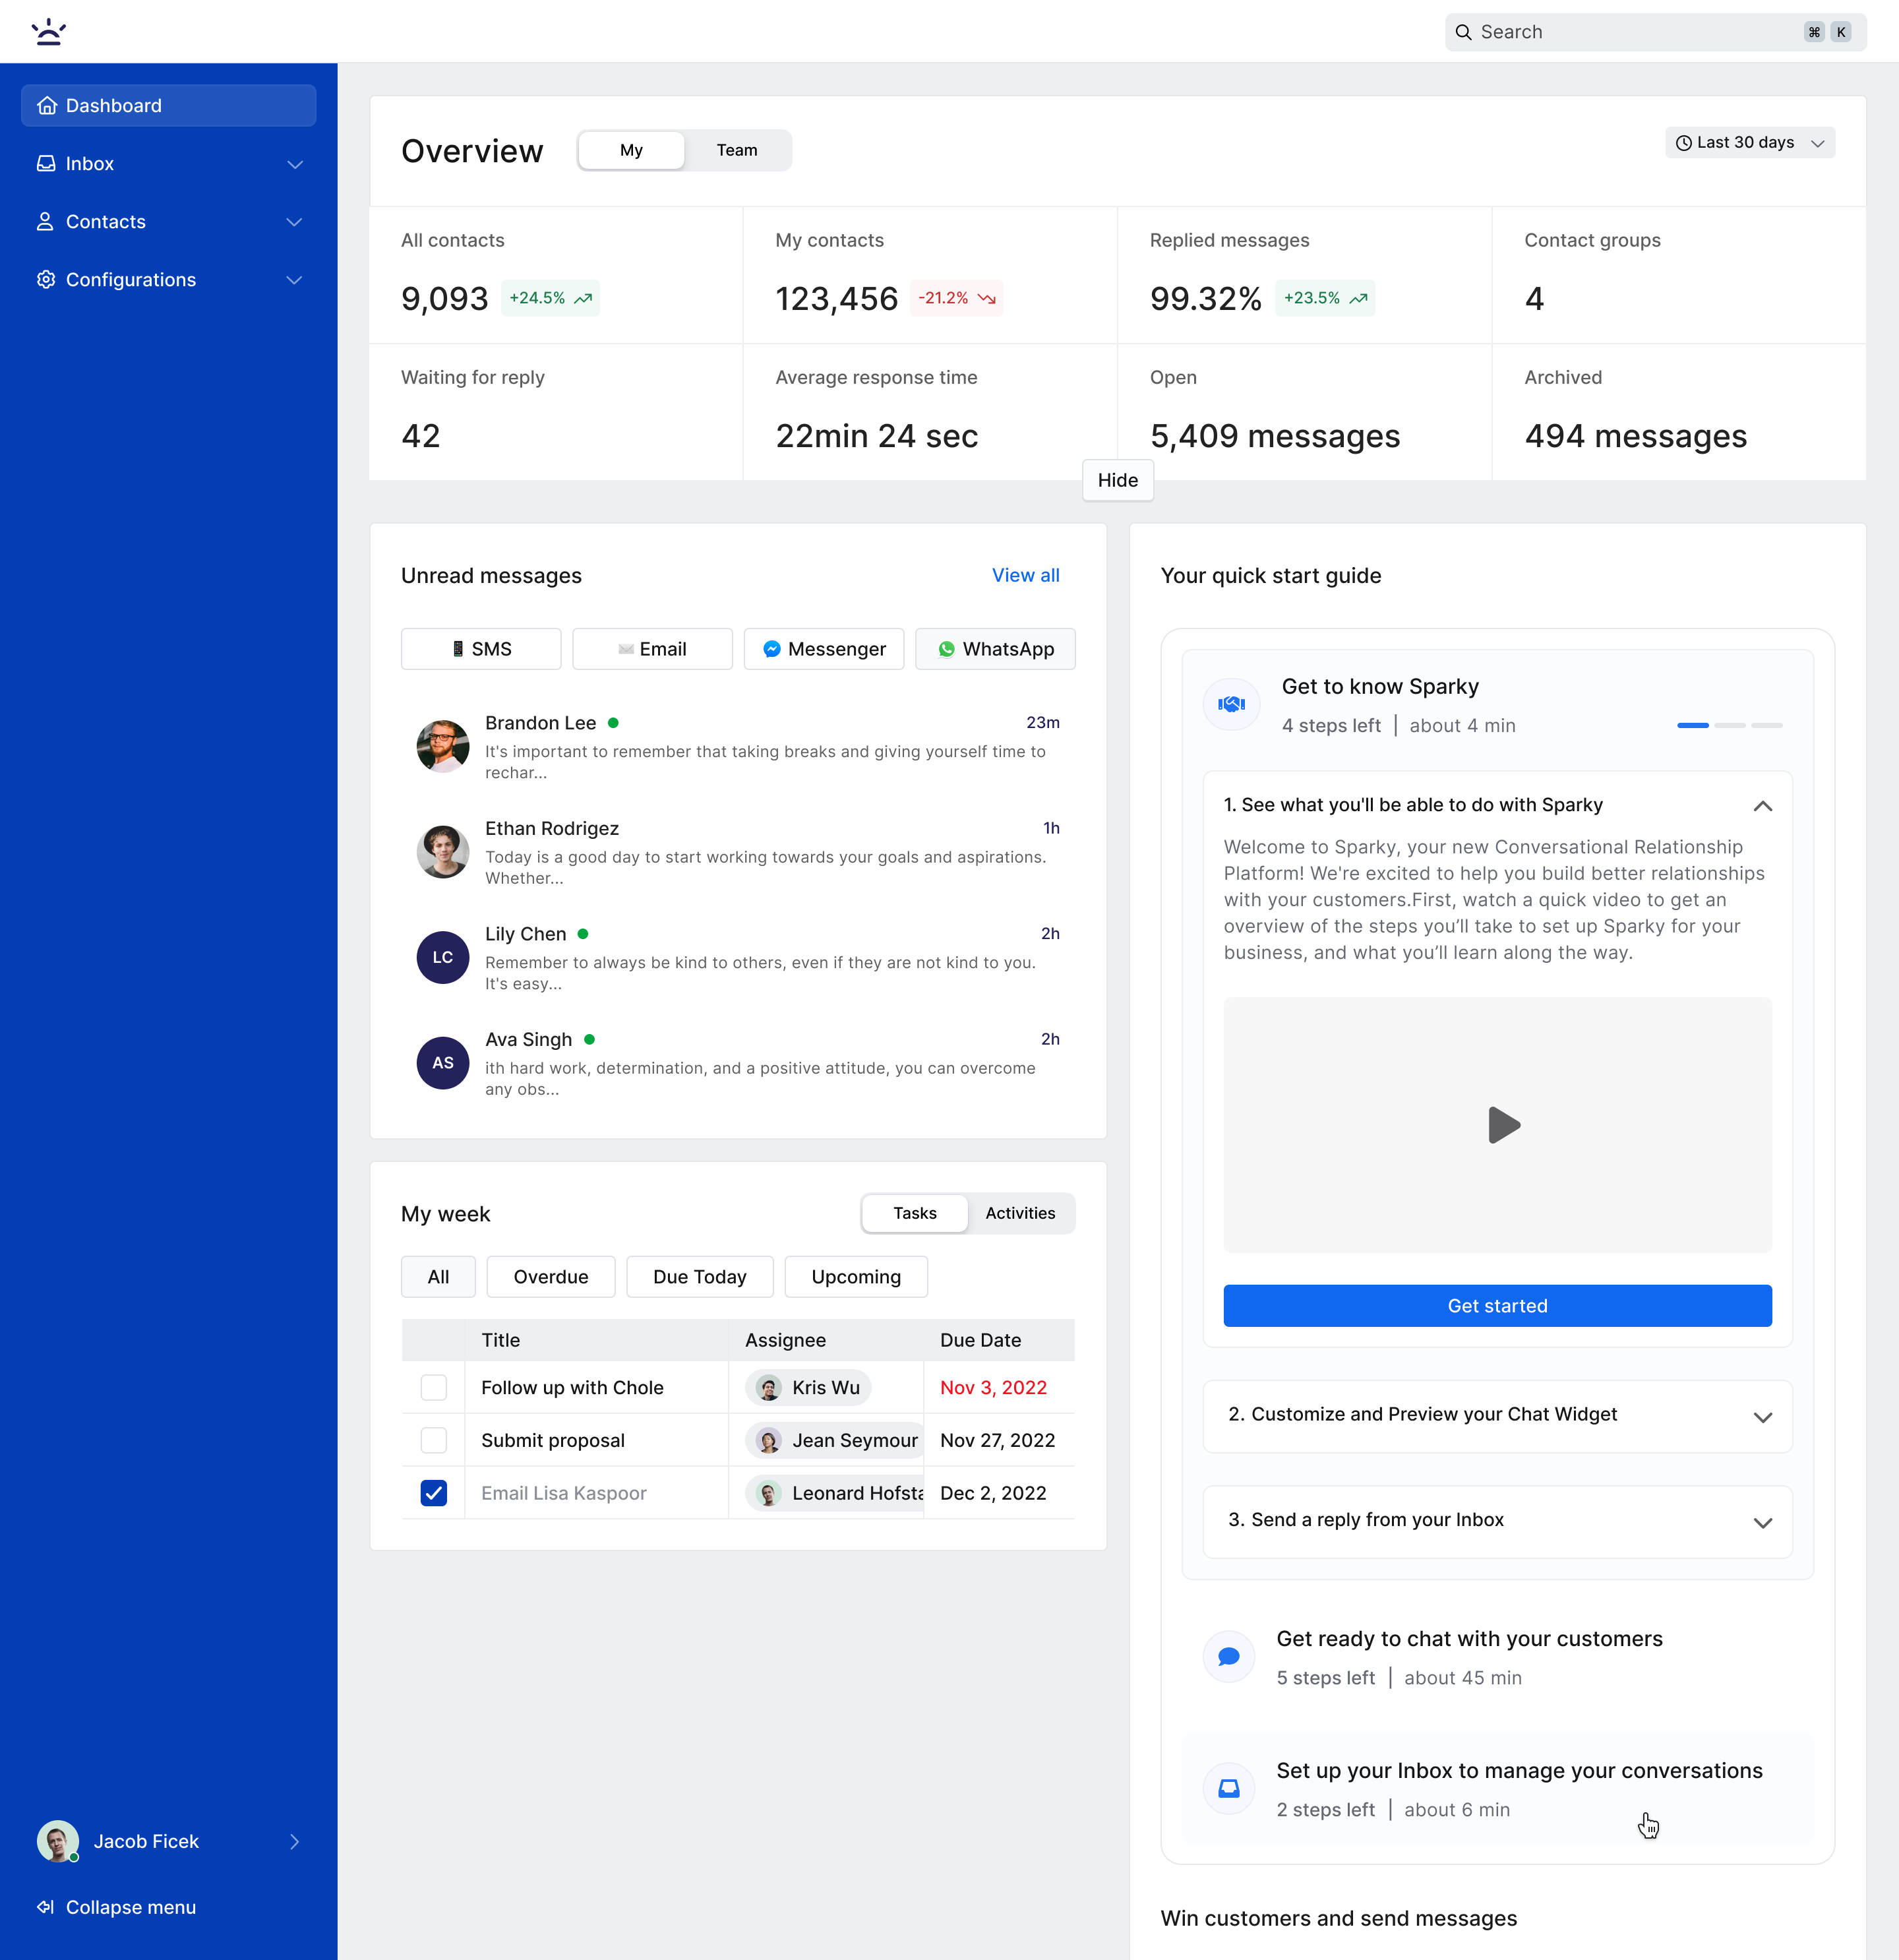 Search
⌘ K
Dashboard
Inbox
Contacts
Configurations
Jacob Ficek
Collapse menu
Overview
My
Team
Last 30 days
All contacts
9,093
+24.5%
My contacts
123,456
-21.2%
Replied messages
99.32%
+23.5%
Contact groups
4
Waiting for reply
42
Average response time
22min 24 sec
Open
5,409 messages
Archived
494 messages
Hide
Unread messages
View all
SMS
Email
Messenger
WhatsApp
Brandon Lee
23m
It's important to remember that taking breaks and giving yourself time to
rechar...
Ethan Rodrigez
1h
Today is a good day to start working towards your goals and aspirations.
Whether...
LC
Lily Chen
2h
Remember to always be kind to others, even if they are not kind to you.
It's easy...
AS
Ava Singh
2h
ith hard work, determination, and a positive attitude, you can overcome
any obs...
My week
Tasks
Activities
All
Overdue
Due Today
Upcoming
Title
Assignee
Due Date
Follow up with Chole
Kris Wu
Nov 3, 2022
Submit proposal
Jean Seymour
Nov 27, 2022
Email Lisa Kaspoor
Leonard Hofsta
Dec 2, 2022
Your quick start guide
Get to know Sparky
4 steps left | about 4 min
1. See what you'll be able to do with Sparky
Welcome to Sparky, your new Conversational Relationship
Platform! We're excited to help you build better relationships
with your customers.First, watch a quick video to get an
overview of the steps you’ll take to set up Sparky for your
business, and what you’ll learn along the way.
Get started
2. Customize and Preview your Chat Widget
3. Send a reply from your Inbox
Get ready to chat with your customers
5 steps left | about 45 min
Set up your Inbox to manage your conversations
2 steps left | about 6 min
Win customers and send messages